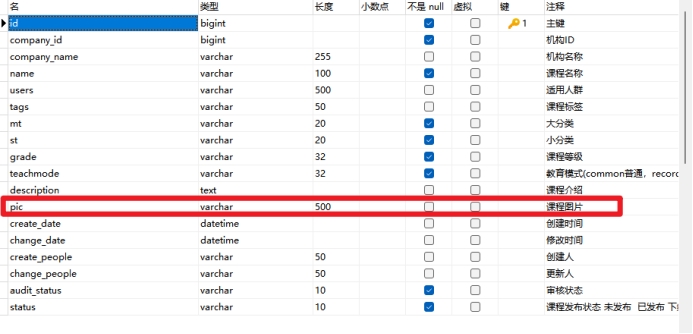 名 类型 长度 小数点 不是 null 虚拟 键 注释
id bigint 1 主键
company_id bigint 机构ID
company_name varchar 255 机构名称
name varchar 100 课程名称
users varchar 500 适用人群
tags varchar 50 课程标签
mt varchar 20 大分类
st varchar 20 小分类
grade varchar 32 课程等级
teachmode varchar 32 教育模式(common普通，recor
description text 课程介绍
pic varchar 500 课程图片
create_date datetime 创建时间
change_date datetime 修改时间
create_people varchar 50 创建人
change_people varchar 50 更新人
audit_status varchar 10 审核状态
status varchar 10 课程发布状态 未发布 已发布 下